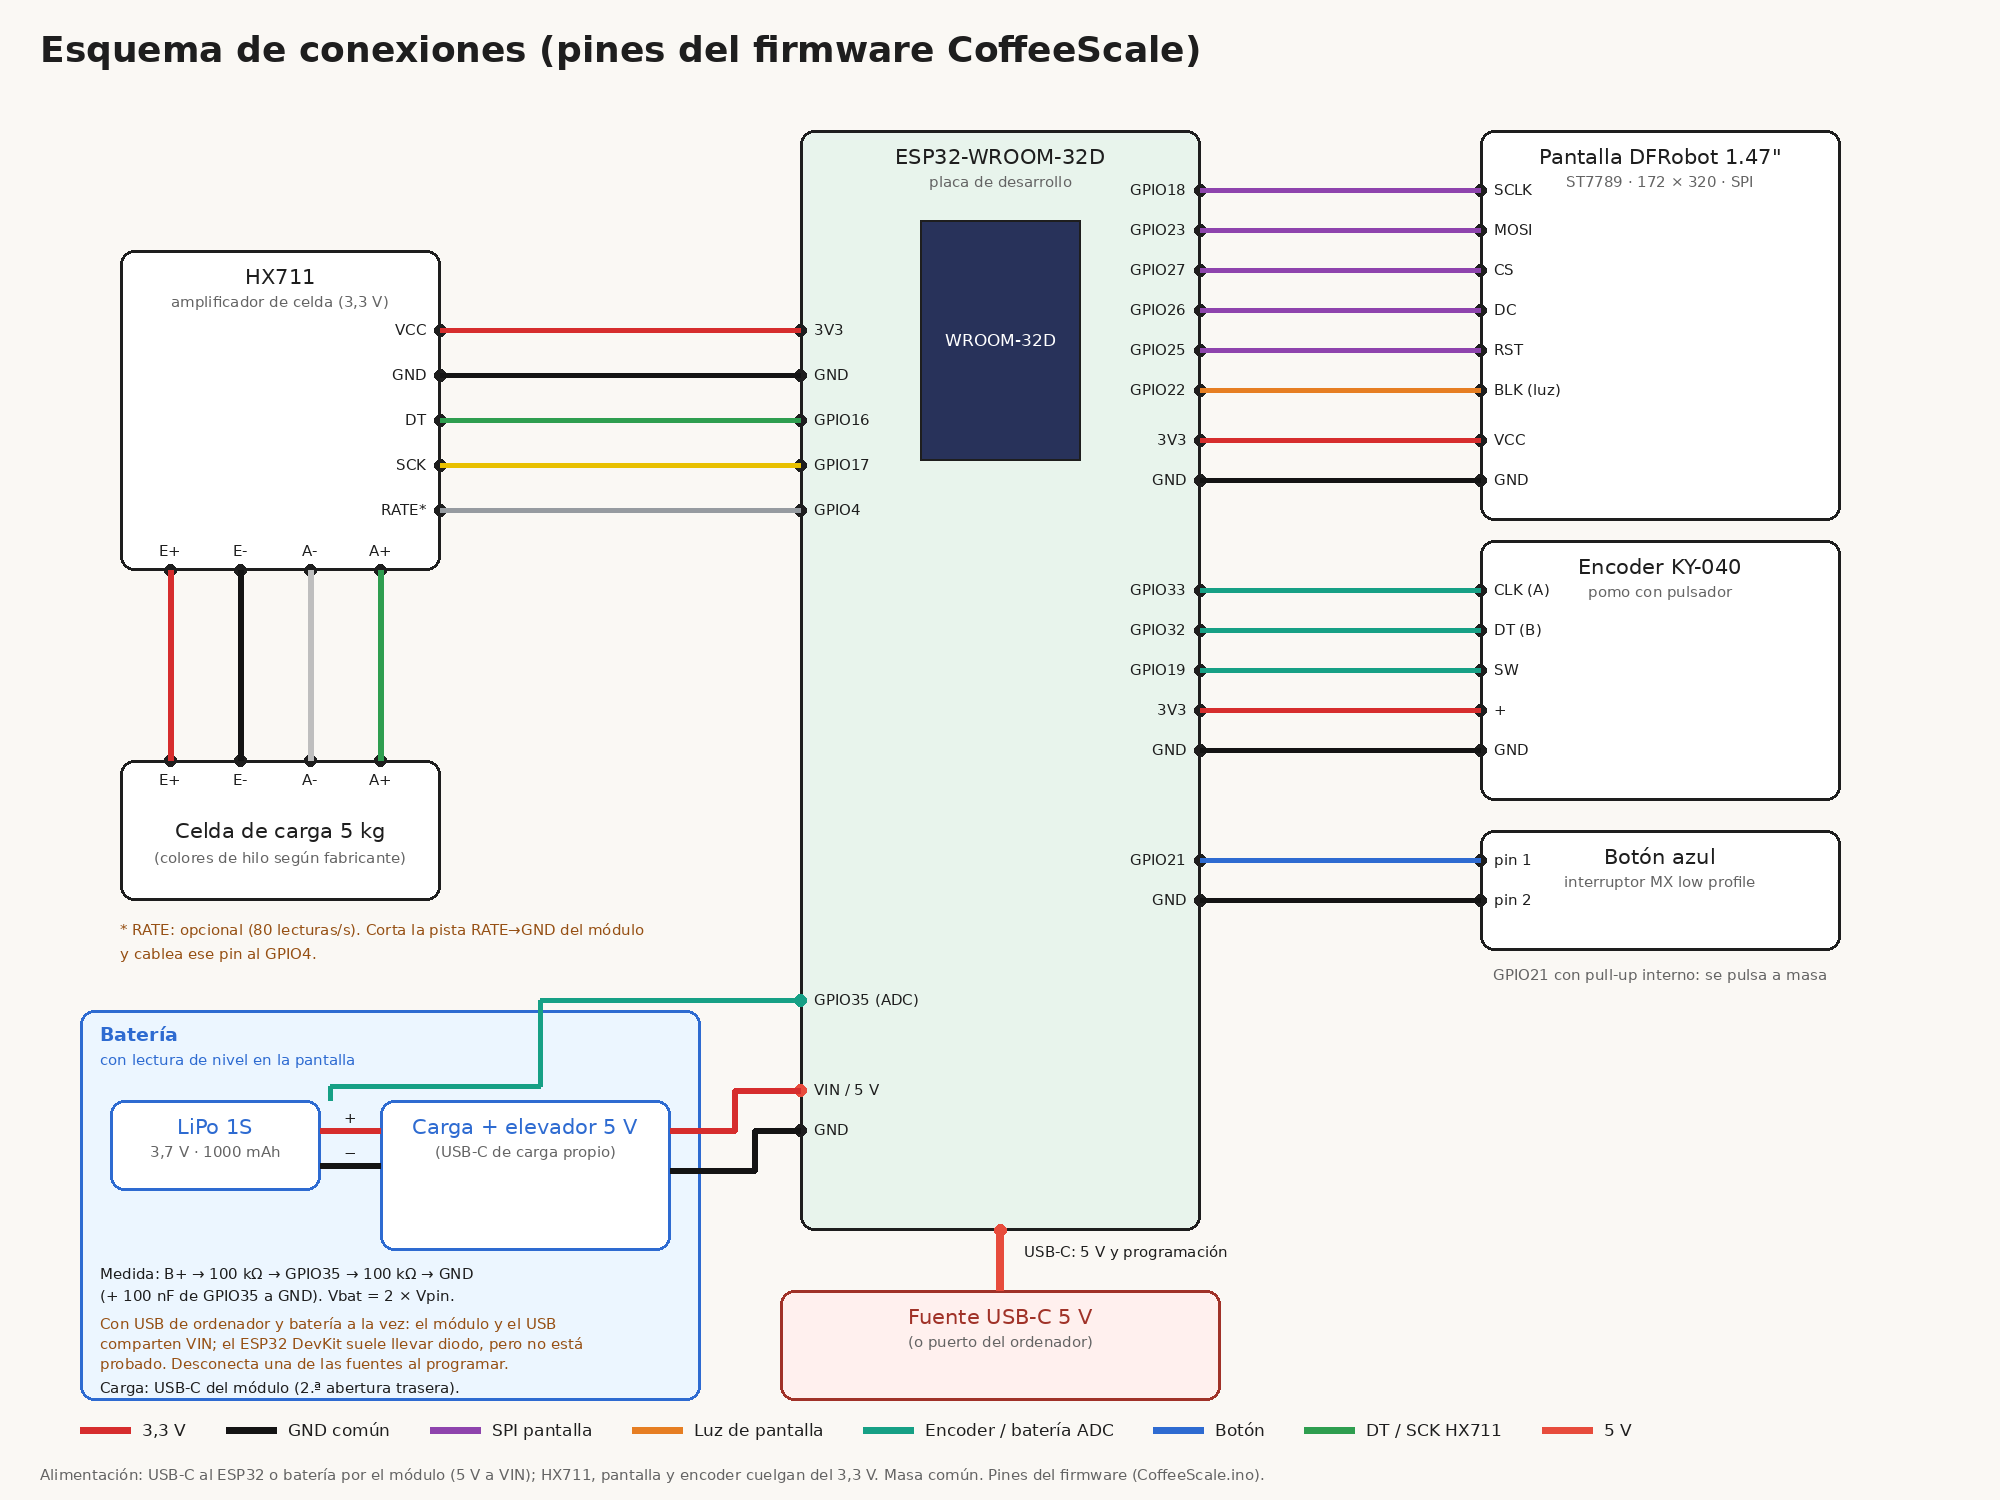 Esquema de conexiones (pines del firmware CoffeeScale)
HX711
amplificador de celda (3,3 V)
VCC
GND
DT
SCK
RATE*
E+ E- A- A+
E+ E- A- A+
Celda de carga 5 kg
(colores de hilo según fabricante)
* RATE: opcional (80 lecturas/s). Corta la pista RATE→GND del módulo
y cablea ese pin al GPIO4.
ESP32-WROOM-32D
placa de desarrollo
WROOM-32D
3V3
GND
GPIO16
GPIO17
GPIO4
GPIO35 (ADC)
VIN / 5 V
GND
GPIO18
GPIO23
GPIO27
GPIO26
GPIO25
GPIO22
3V3
GND
GPIO33
GPIO32
GPIO19
3V3
GND
GPIO21
GND
Pantalla DFRobot 1.47"
ST7789 · 172 × 320 · SPI
SCLK
MOSI
CS
DC
RST
BLK (luz)
VCC
GND
Encoder KY-040
pomo con pulsador
CLK (A)
DT (B)
SW
+
GND
Botón azul
interruptor MX low profile
pin 1
pin 2
GPIO21 con pull-up interno: se pulsa a masa
Batería
con lectura de nivel en la pantalla
LiPo 1S
3,7 V · 1000 mAh
+
−
Carga + elevador 5 V
(USB-C de carga propio)
Medida: B+ → 100 kΩ → GPIO35 → 100 kΩ → GND
(+ 100 nF de GPIO35 a GND). Vbat = 2 × Vpin.
Con USB de ordenador y batería a la vez: el módulo y el USB
comparten VIN; el ESP32 DevKit suele llevar diodo, pero no está
probado. Desconecta una de las fuentes al programar.
Carga: USB-C del módulo (2.ª abertura trasera).
USB-C: 5 V y programación
Fuente USB-C 5 V
(o puerto del ordenador)
3,3 V GND común SPI pantalla Luz de pantalla Encoder / batería ADC Botón DT / SCK HX711 5 V
Alimentación: USB-C al ESP32 o batería por el módulo (5 V a VIN); HX711, pantalla y encoder cuelgan del 3,3 V. Masa común. Pines del firmware (CoffeeScale.ino).